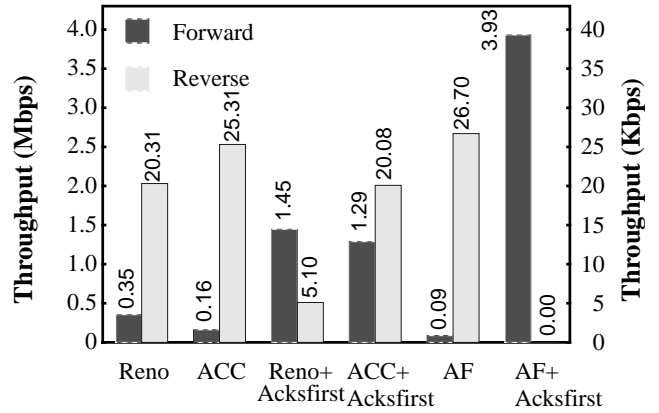 Throughput (Mbps)
4.0
3.5
3.0
2.5
2.0
1.5
1.0
0.5
0
Forward
Reverse
0.35
20.31
0.16
25.31
1.45
5.10
1.29
20.08
0.09
26.70
3.93
0.00
40
35
30
25
20
15
10
5
0
Throughput (Kbps)
Reno
ACC
Reno+
Acksfirst
ACC+
Acksfirst
AF
AF+
Acksfirst